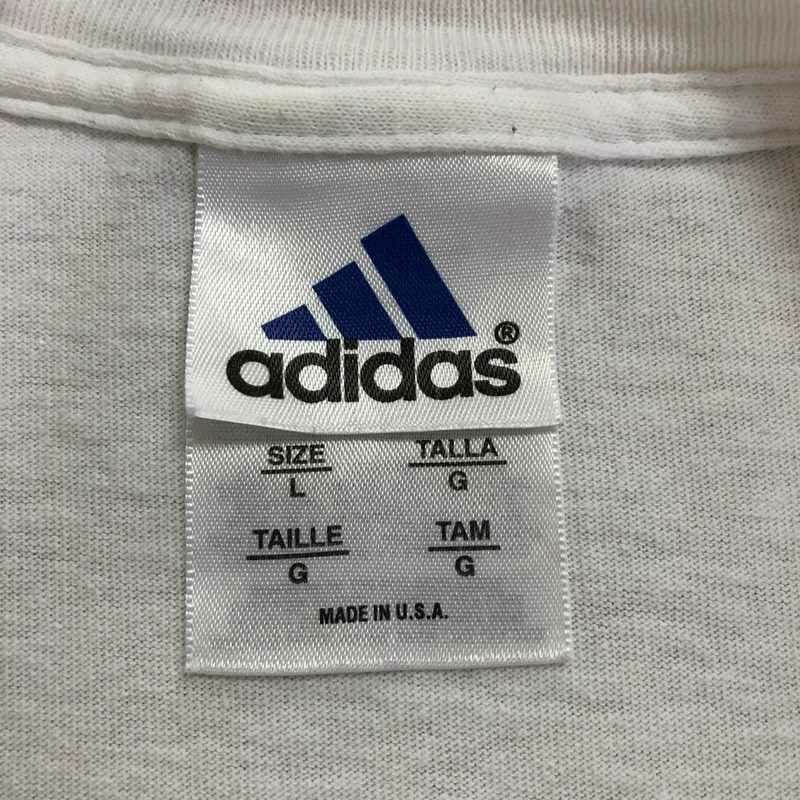 adidas®
SIZE TALLA
L G
TAILLE TAM
G G
MADE IN U.S.A.